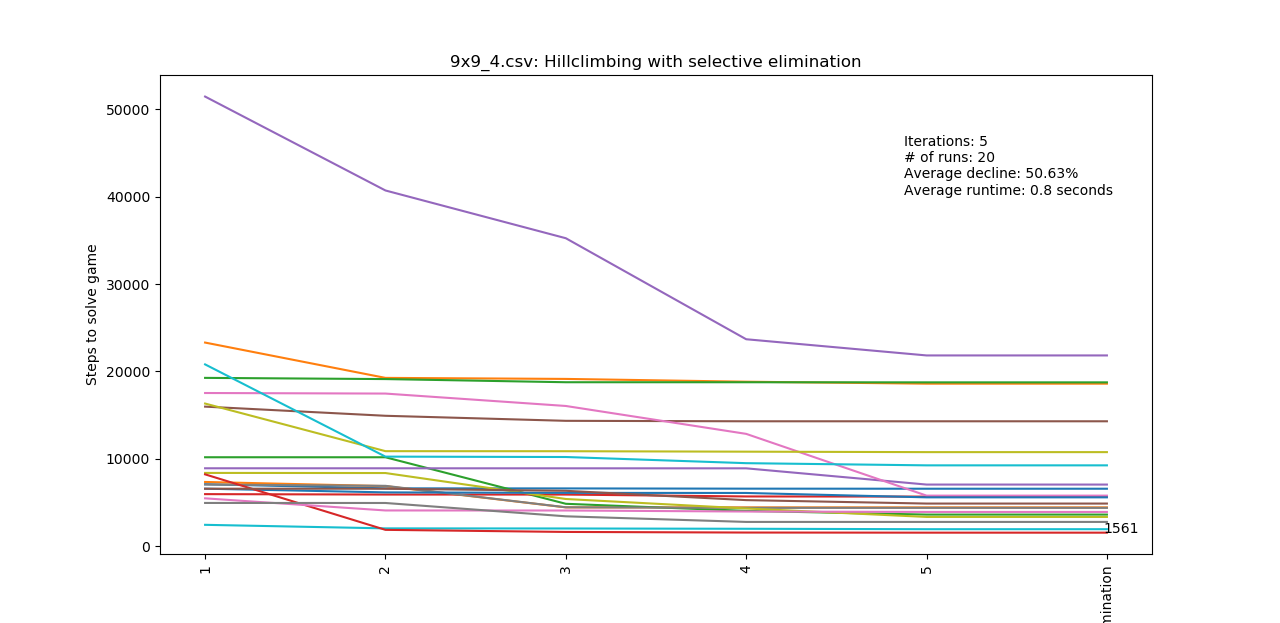 9x9_4.csv: Hillclimbing with selective elimination
50000
40000
30000
20000
10000
0
Steps to solve game
Iterations: 5
# of runs: 20
Average decline: 50.63%
Average runtime: 0.8 seconds
1561
1
2
3
4
5
mination